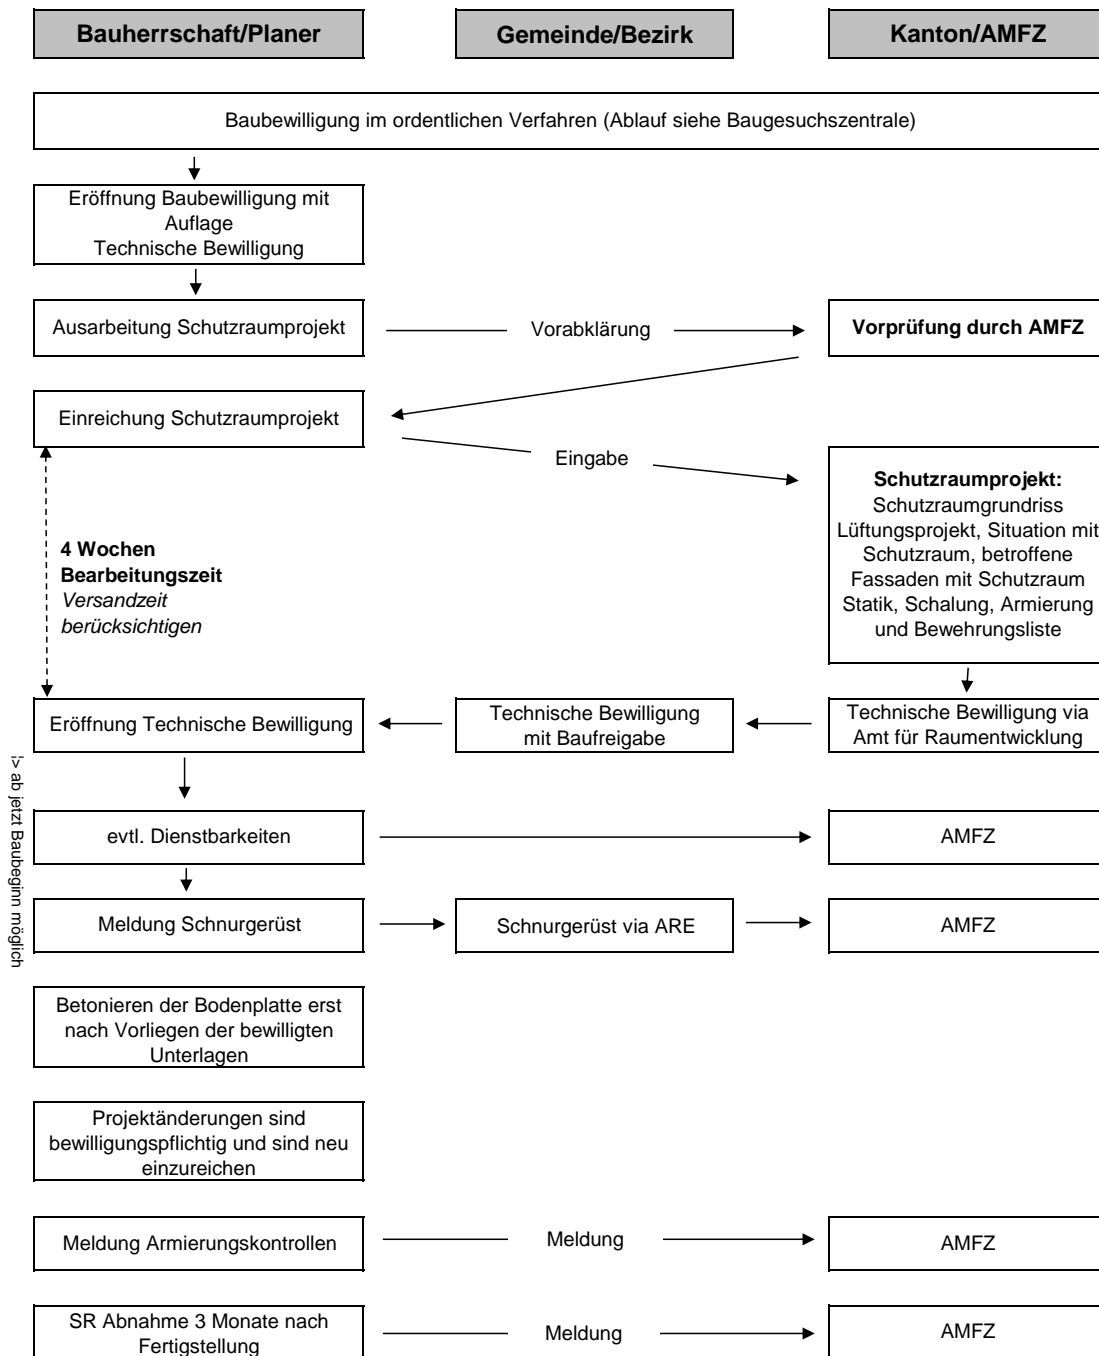 Bauherrschaft/Planer
Gemeinde/Bezirk
Kanton/AMFZ
Baubewilligung im ordentlichen Verfahren (Ablauf siehe Baugesuchszentrale)
Eröffnung Baubewilligung mit
Auflage
Technische Bewilligung
Ausarbeitung Schutzraumprojekt
Vorabklärung
Vorprüfung durch AMFZ
Einreichung Schutzraumprojekt
Eingabe
Schutzraumprojekt:
Schutzraumgrundriss
Lüftungsprojekt, Situation mit
Schutzraum, betroffene
Fassaden mit Schutzraum
Statik, Schalung, Armierung
und Bewehrungsliste
4 Wochen
Bearbeitungszeit
Versandzeit
berücksichtigen
Eröffnung Technische Bewilligung
Technische Bewilligung
mit Baufreigabe
Technische Bewilligung via
Amt für Raumentwicklung
!> ab jetzt Baubeginn möglich
evtl. Dienstbarkeiten
AMFZ
Meldung Schnurgerüst
Schnurgerüst via ARE
AMFZ
Betonieren der Bodenplatte erst
nach Vorliegen der bewilligten
Unterlagen
Projektänderungen sind
bewilligungspflichtig und sind neu
einzureichen
Meldung Armierungskontrollen
Meldung
AMFZ
SR Abnahme 3 Monate nach
Fertigstellung
Meldung
AMFZ